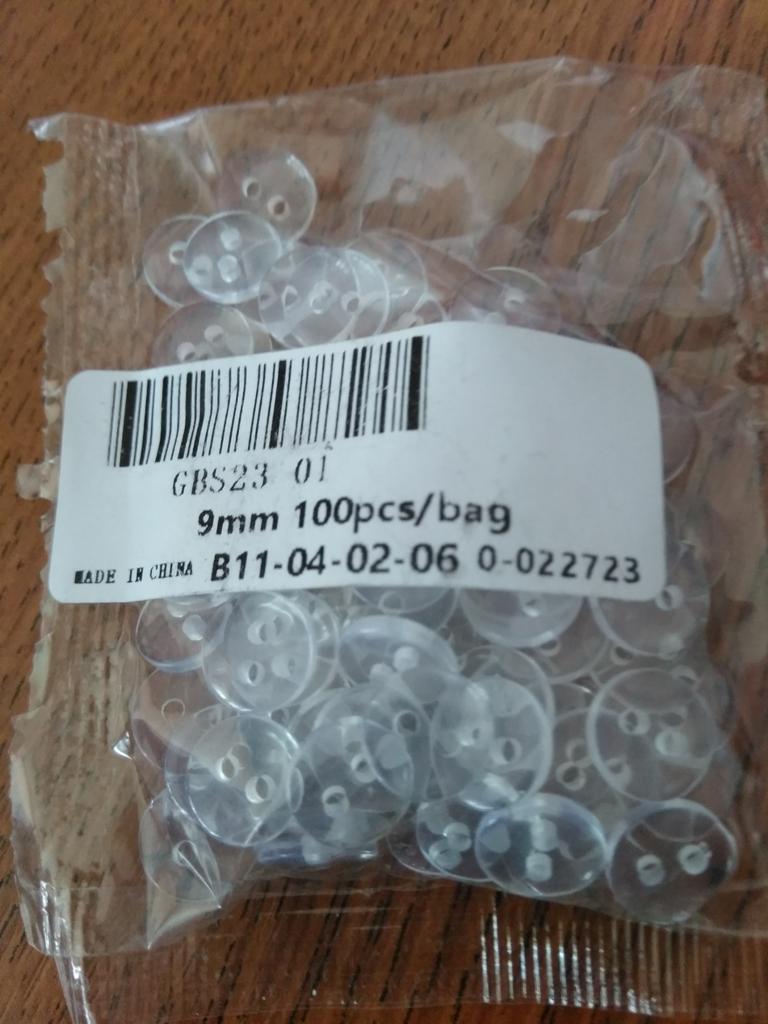 GBS23 01
9mm 100pcs/bag
MADE IN CHINA B11-04-02-06 0-022723